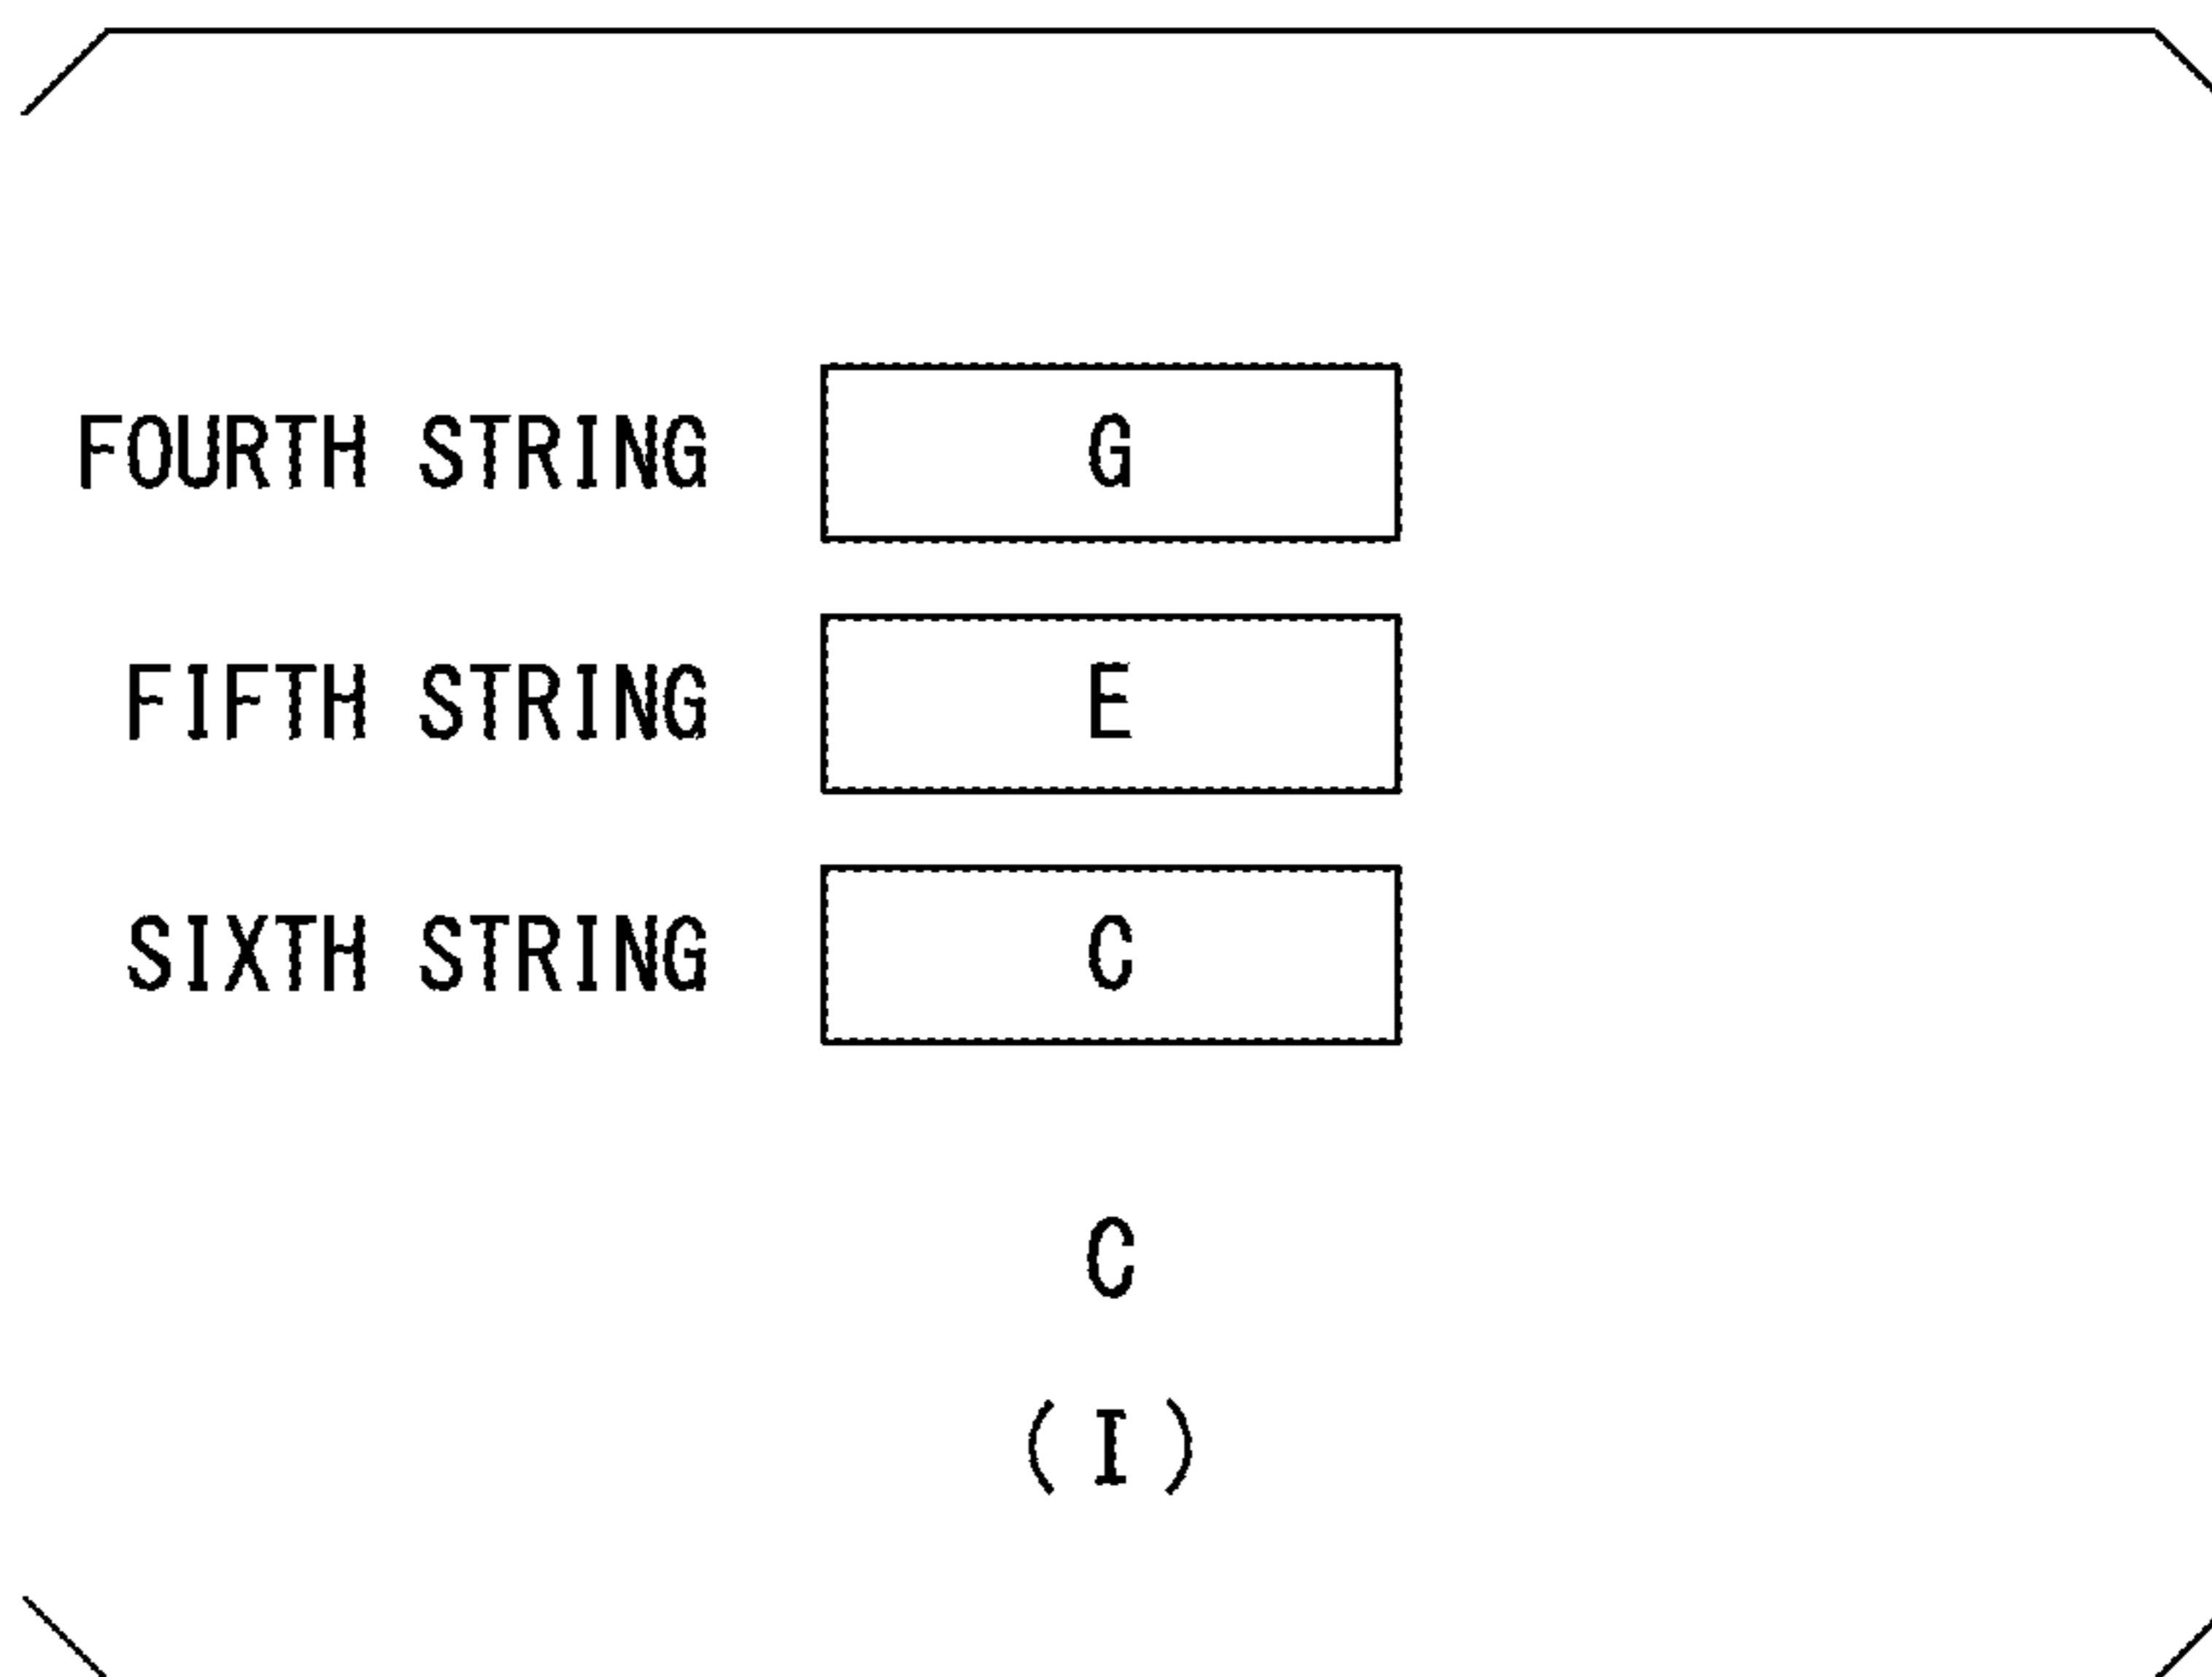 FOURTH STRING G
FIFTH STRING E
SIXTH STRING C
C
(I)